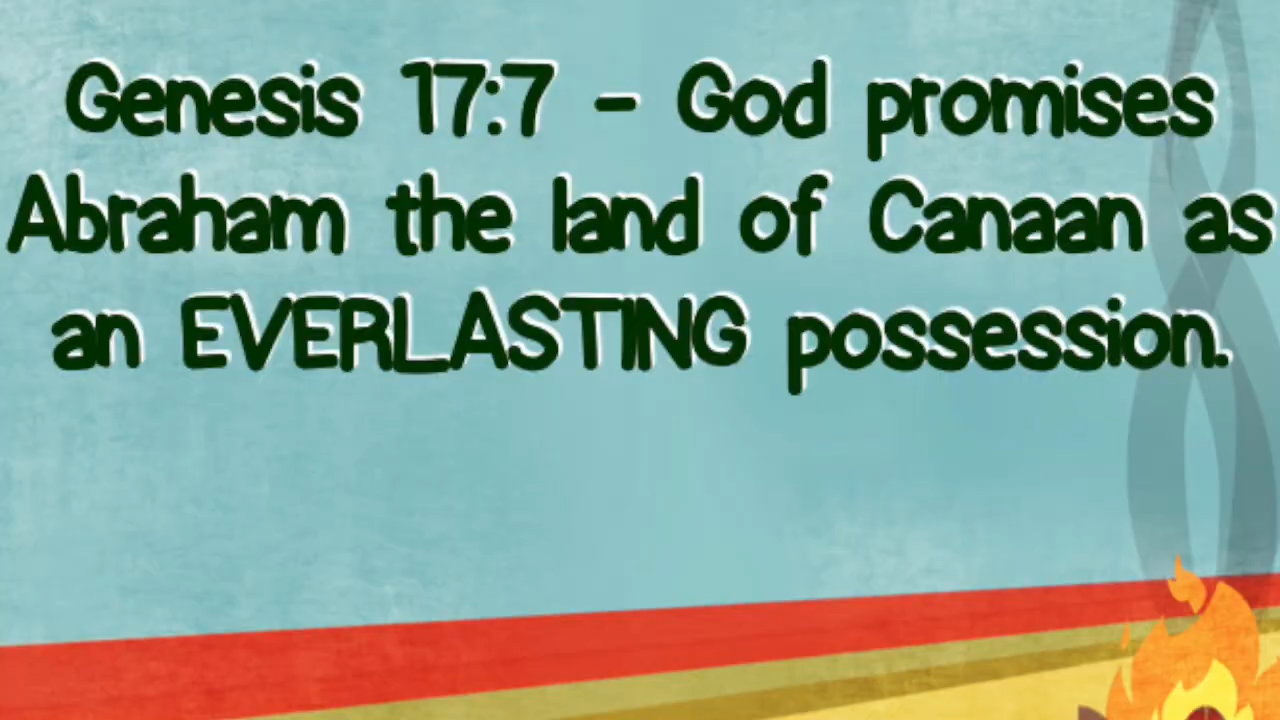 Genesis 17:7 - God promises
Abraham the land of Canaan as
an EVERLASTING possession.